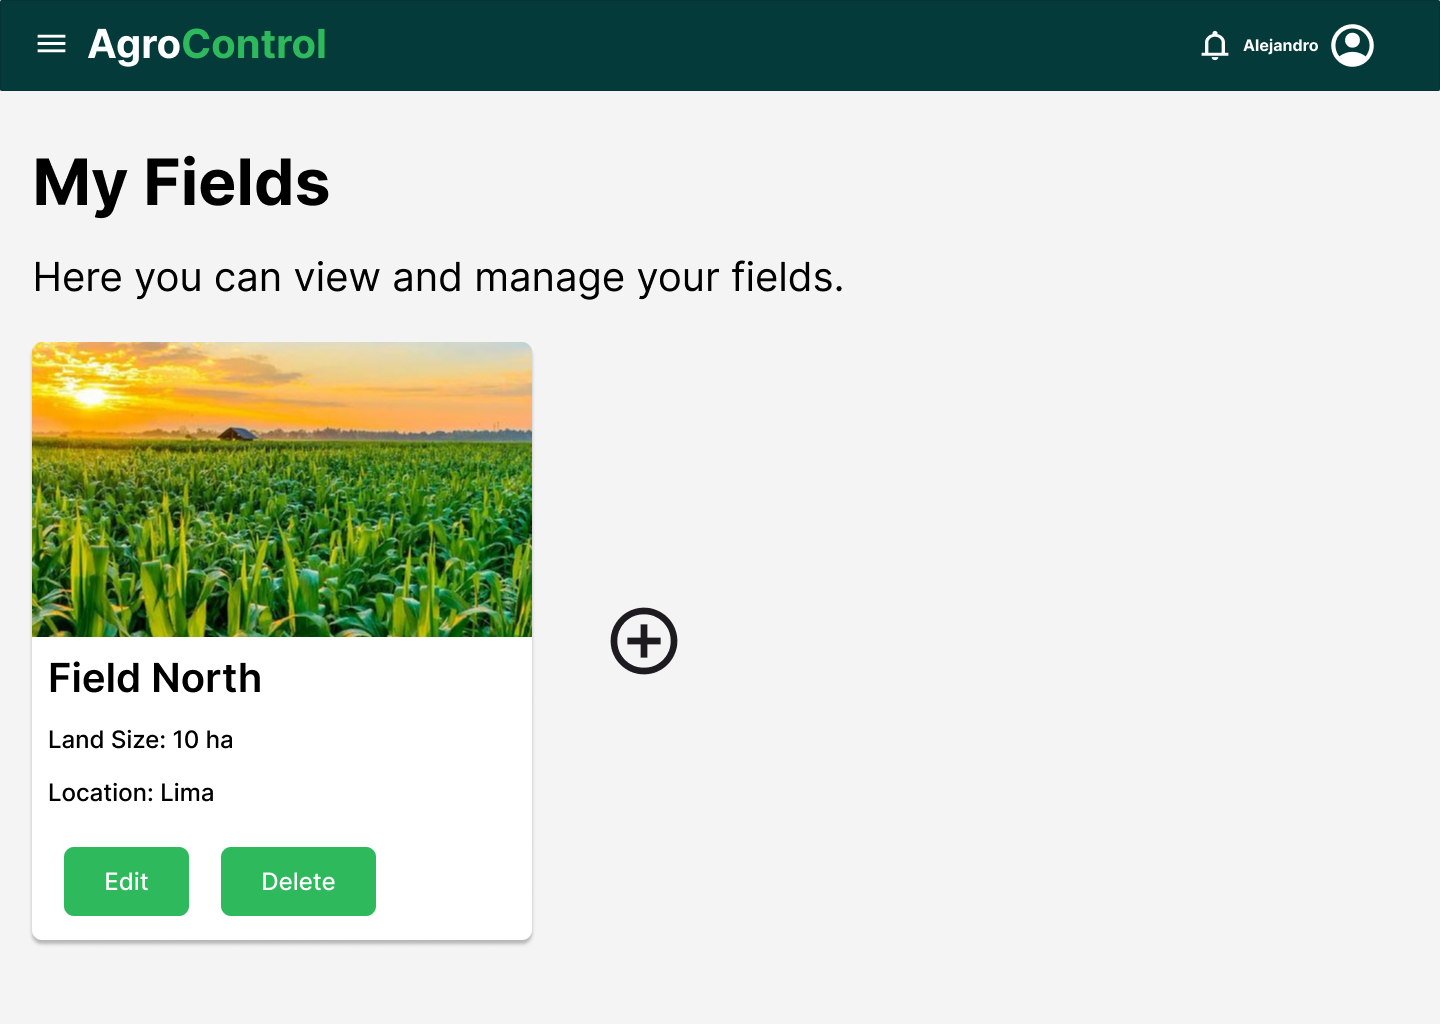 AgroControl
Alejandro
My Fields
Here you can view and manage your fields.
Field North
Land Size: 10 ha
Location: Lima
Edit
Delete